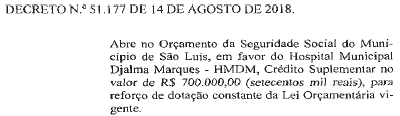 DECRETO N.º 51.177 DE 14 DE AGOSTO DE 2018.
Abre no Orçamento da Seguridade Social do Muni-
cípio de São Luis, em favor do Hospital Municipal
Djalma Marques - HMDM, Crédito Suplementar no
valor de R$ 700.000,00 (setecentos mil reais), para
reforço de dotação constante da Lei Orçamentária vi-
gente.